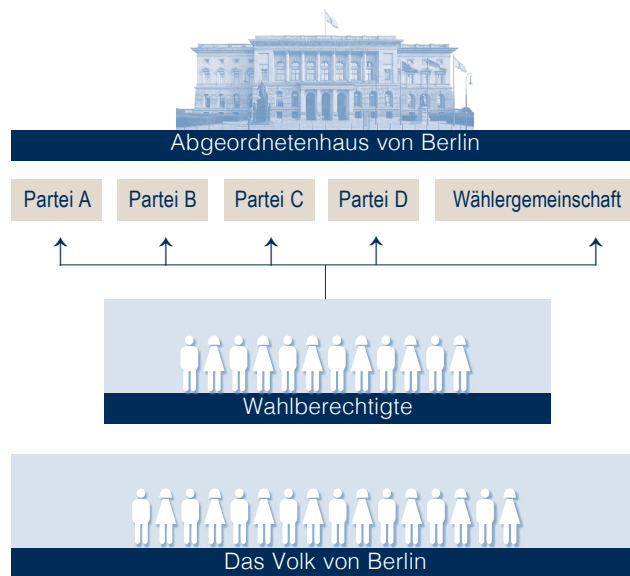 Abgeordnetenhaus von Berlin
Partei A Partei B Partei C Partei D Wählergemeinschaft
Wahlberechtigte
Das Volk von Berlin